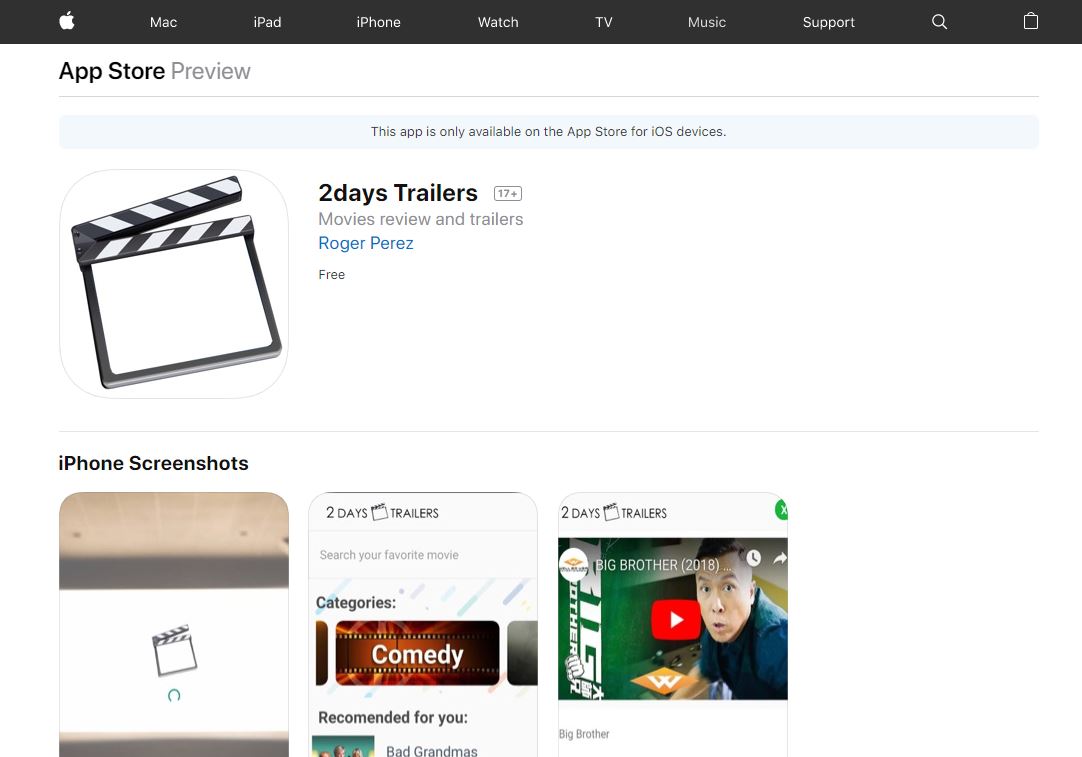 Mac iPad iPhone Watch TV Music Support
App Store Preview
This app is only available on the App Store for iOS devices.
2days Trailers 17+
Movies review and trailers
Roger Perez
Free
iPhone Screenshots
2 DAYS TRAILERS
Search your favorite movie
Categories:
Comedy
Recomended for you:
Bad Grandmas
2 DAYS TRAILERS
X
BIG BROTHER (2018) ...
BIG BROTHER
Big Brother